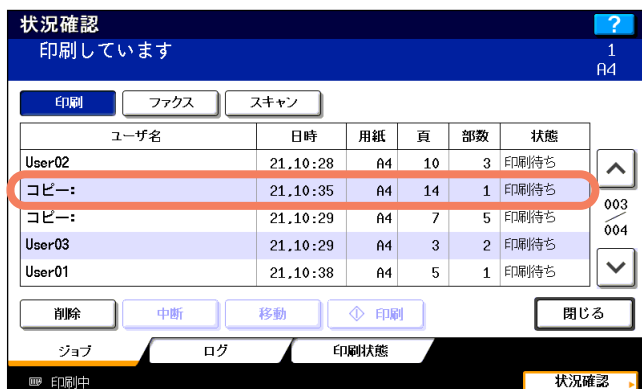 状況確認 ?
印刷しています 1
A4
印刷 ファクス スキャン
ユーザ名 日時 用紙 頁 部数 状態
User02 21,10:28 A4 10 3 印刷待ち
コピー: 21,10:35 A4 14 1 印刷待ち
コピー: 21,10:29 A4 7 5 印刷待ち
User03 21,10:29 A4 3 2 印刷待ち
User01 21,10:38 A4 5 1 印刷待ち
003
004
削除 中断 移動 印刷 閉じる
ジョブ ログ 印刷状態
印刷中 状況確認